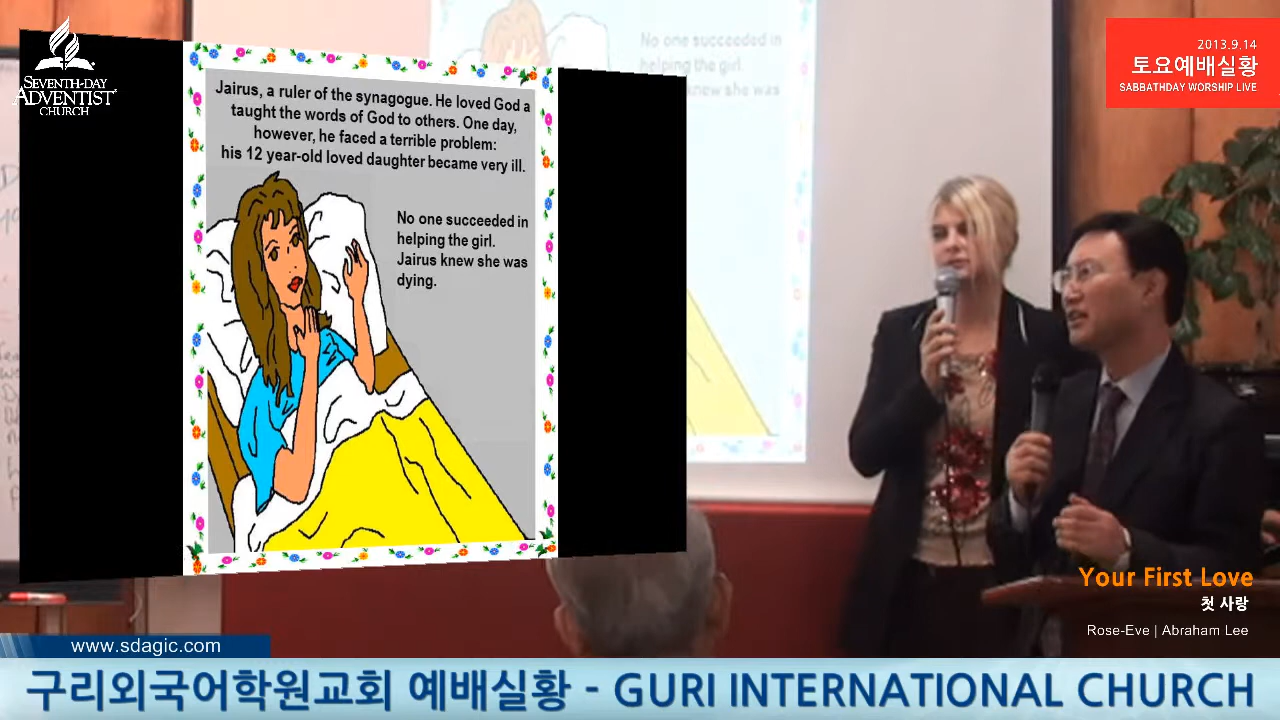 SEVENTH-DAY
ADVENTIST
CHURCH
2013.9.14
토요예배실황
SABBATHDAY WORSHIP LIVE
Jairus, a ruler of the synagogue. He loved God a
taught the words of God to others. One day,
however, he faced a terrible problem:
his 12 year-old loved daughter became very ill.
No one succeeded in
helping the girl.
Jairus knew she was
dying.
No one succeeded in
helping the girl.
knew she was
Your First Love
첫 사랑
Rose-Eve | Abraham Lee
www.sdagic.com
구리외국어학원교회 예배실황 - GURI INTERNATIONAL CHURCH